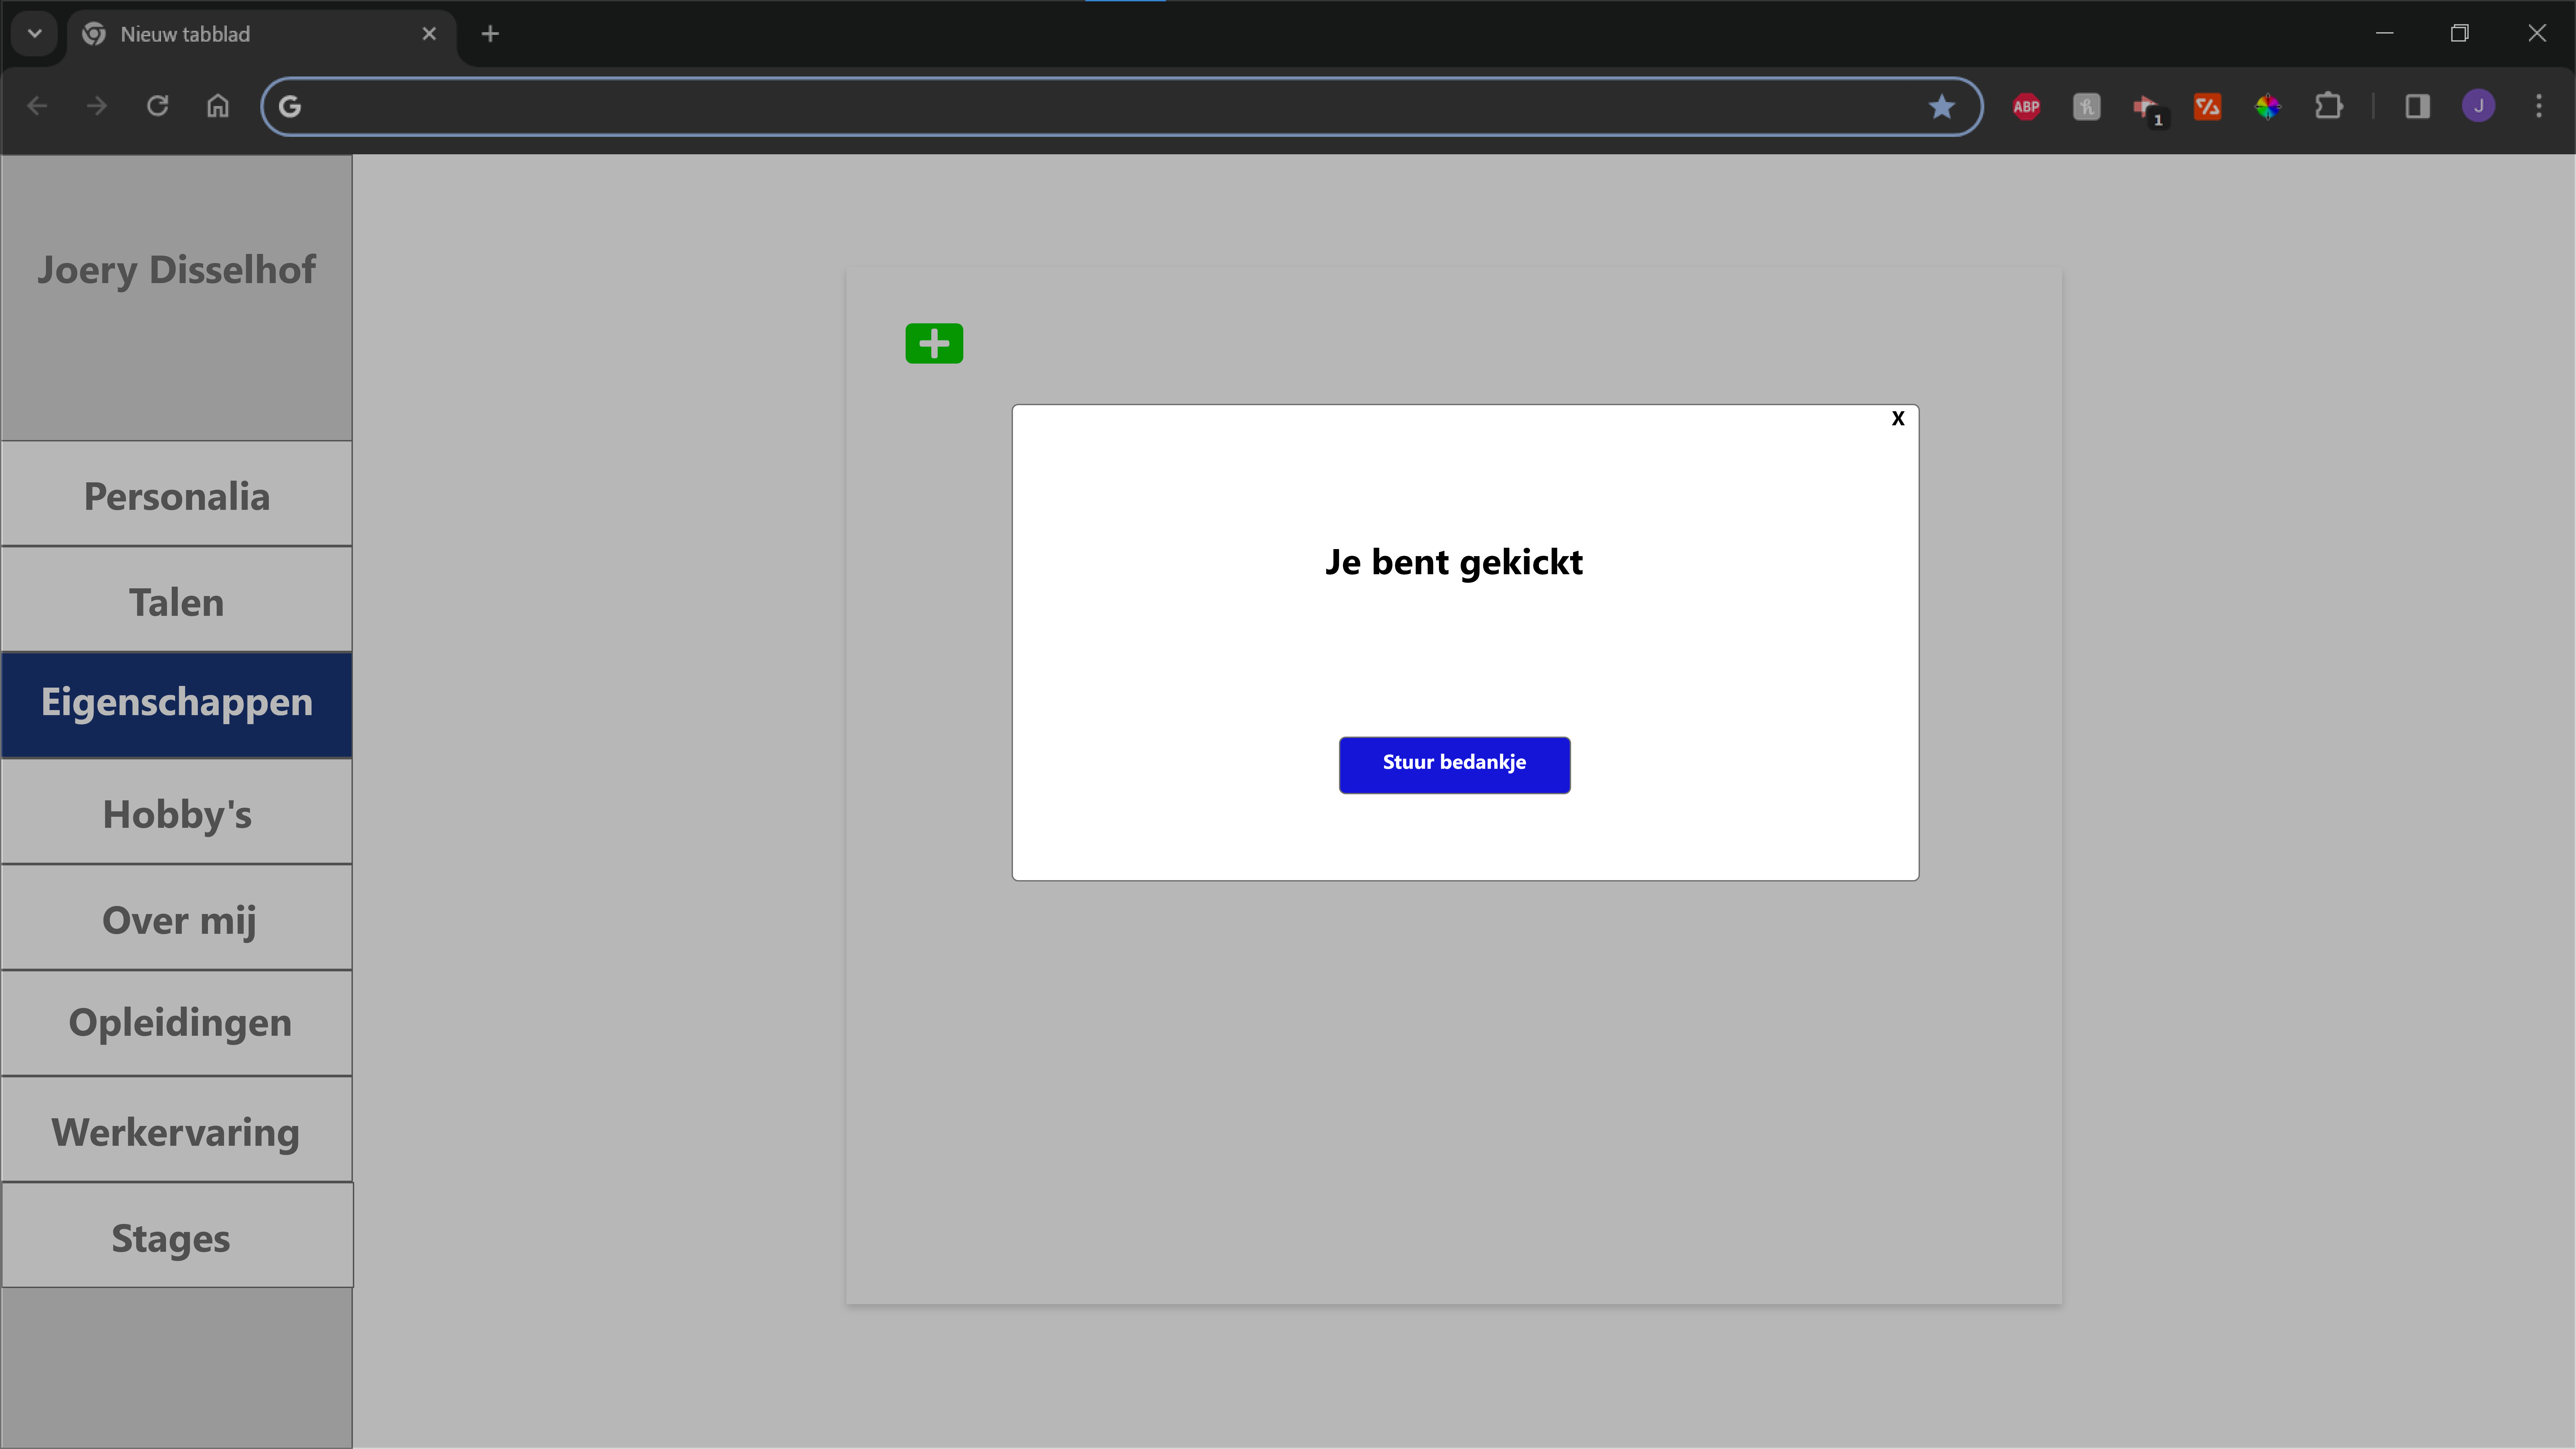 Nieuw tabblad
ABP
1
J
Joery Disselhof
Personalia
Talen
Eigenschappen
Hobby's
Over mij
Opleidingen
Werkervaring
Stages
X
Je bent gekickt
Stuur bedankje